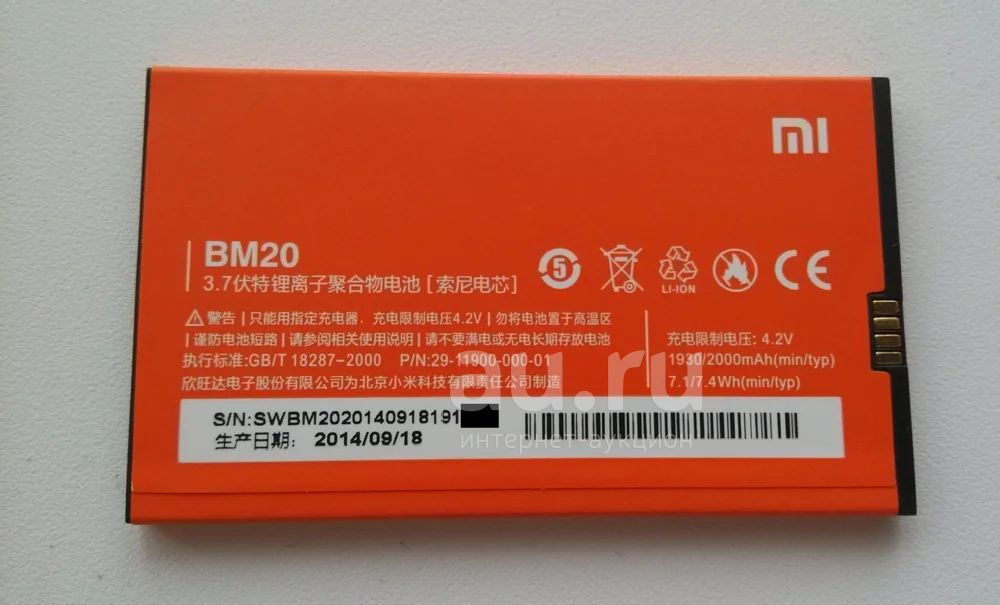 mi
BM20
3.7伏特锂离子聚合物电池[索尼电芯]
5
LI-ION
CE
警告|只能用指定充电器，充电限制电压4.2V|勿将电池置于高温区
谨防电池短路|请参阅相关使用说明|请不要满电或无电长期存放电池
执行标准:GB/T 18287-2000 P/N:29-11900-000-01
欣旺达电子股份有限公司为北京小米科技有限责任公司制造
充电限制电压: 4.2V
1930/2000mAh(min/typ)
7.1/7.4Wh(min/typ)
S/N:SWBM2020140918191
生产日期: 2014/09/18
au.ru
интернет-аукцион